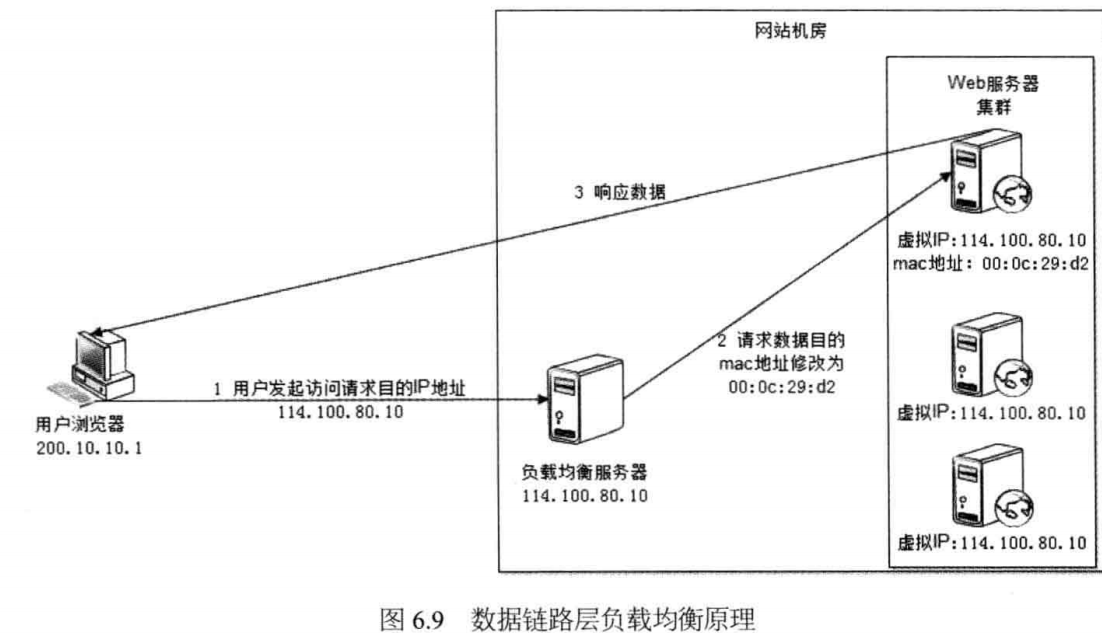 网站机房
Web服务器
集群
3 响应数据
虚拟IP:114.100.80.10
mac地址: 00:0c:29:d2
2 请求数据目的
mac地址修改为
00:0c:29:d2
1 用户发起访问请求目的IP地址
114.100.80.10
用户浏览器
200.10.10.1
负载均衡服务器
114.100.80.10
虚拟IP:114.100.80.10
虚拟IP:114.100.80.10
图 6.9 数据链路层负载均衡原理